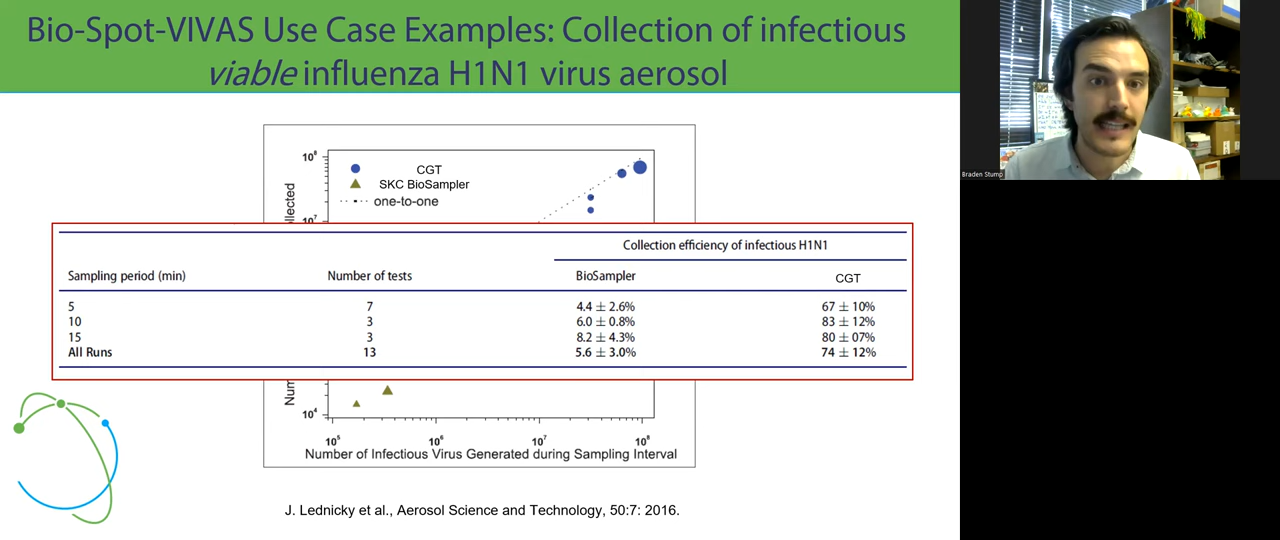 Bio-Spot-VIVAS Use Case Examples: Collection of infectious
viable influenza H1N1 virus aerosol
Braden Stump
10⁸
CGT
SKC BioSampler
one-to-one
10⁷
Collection efficiency of infectious H1N1
Sampling period (min) Number of tests BioSampler CGT
5 7 4.4 ± 2.6% 67 ± 10%
10 3 6.0 ± 0.8% 83 ± 12%
15 3 8.2 ± 4.3% 80 ± 07%
All Runs 13 5.6 ± 3.0% 74 ± 12%
10⁴
10⁵ 10⁶ 10⁷ 10⁸
Number of Infectious Virus Generated during Sampling Interval
J. Lednicky et al., Aerosol Science and Technology, 50:7: 2016.